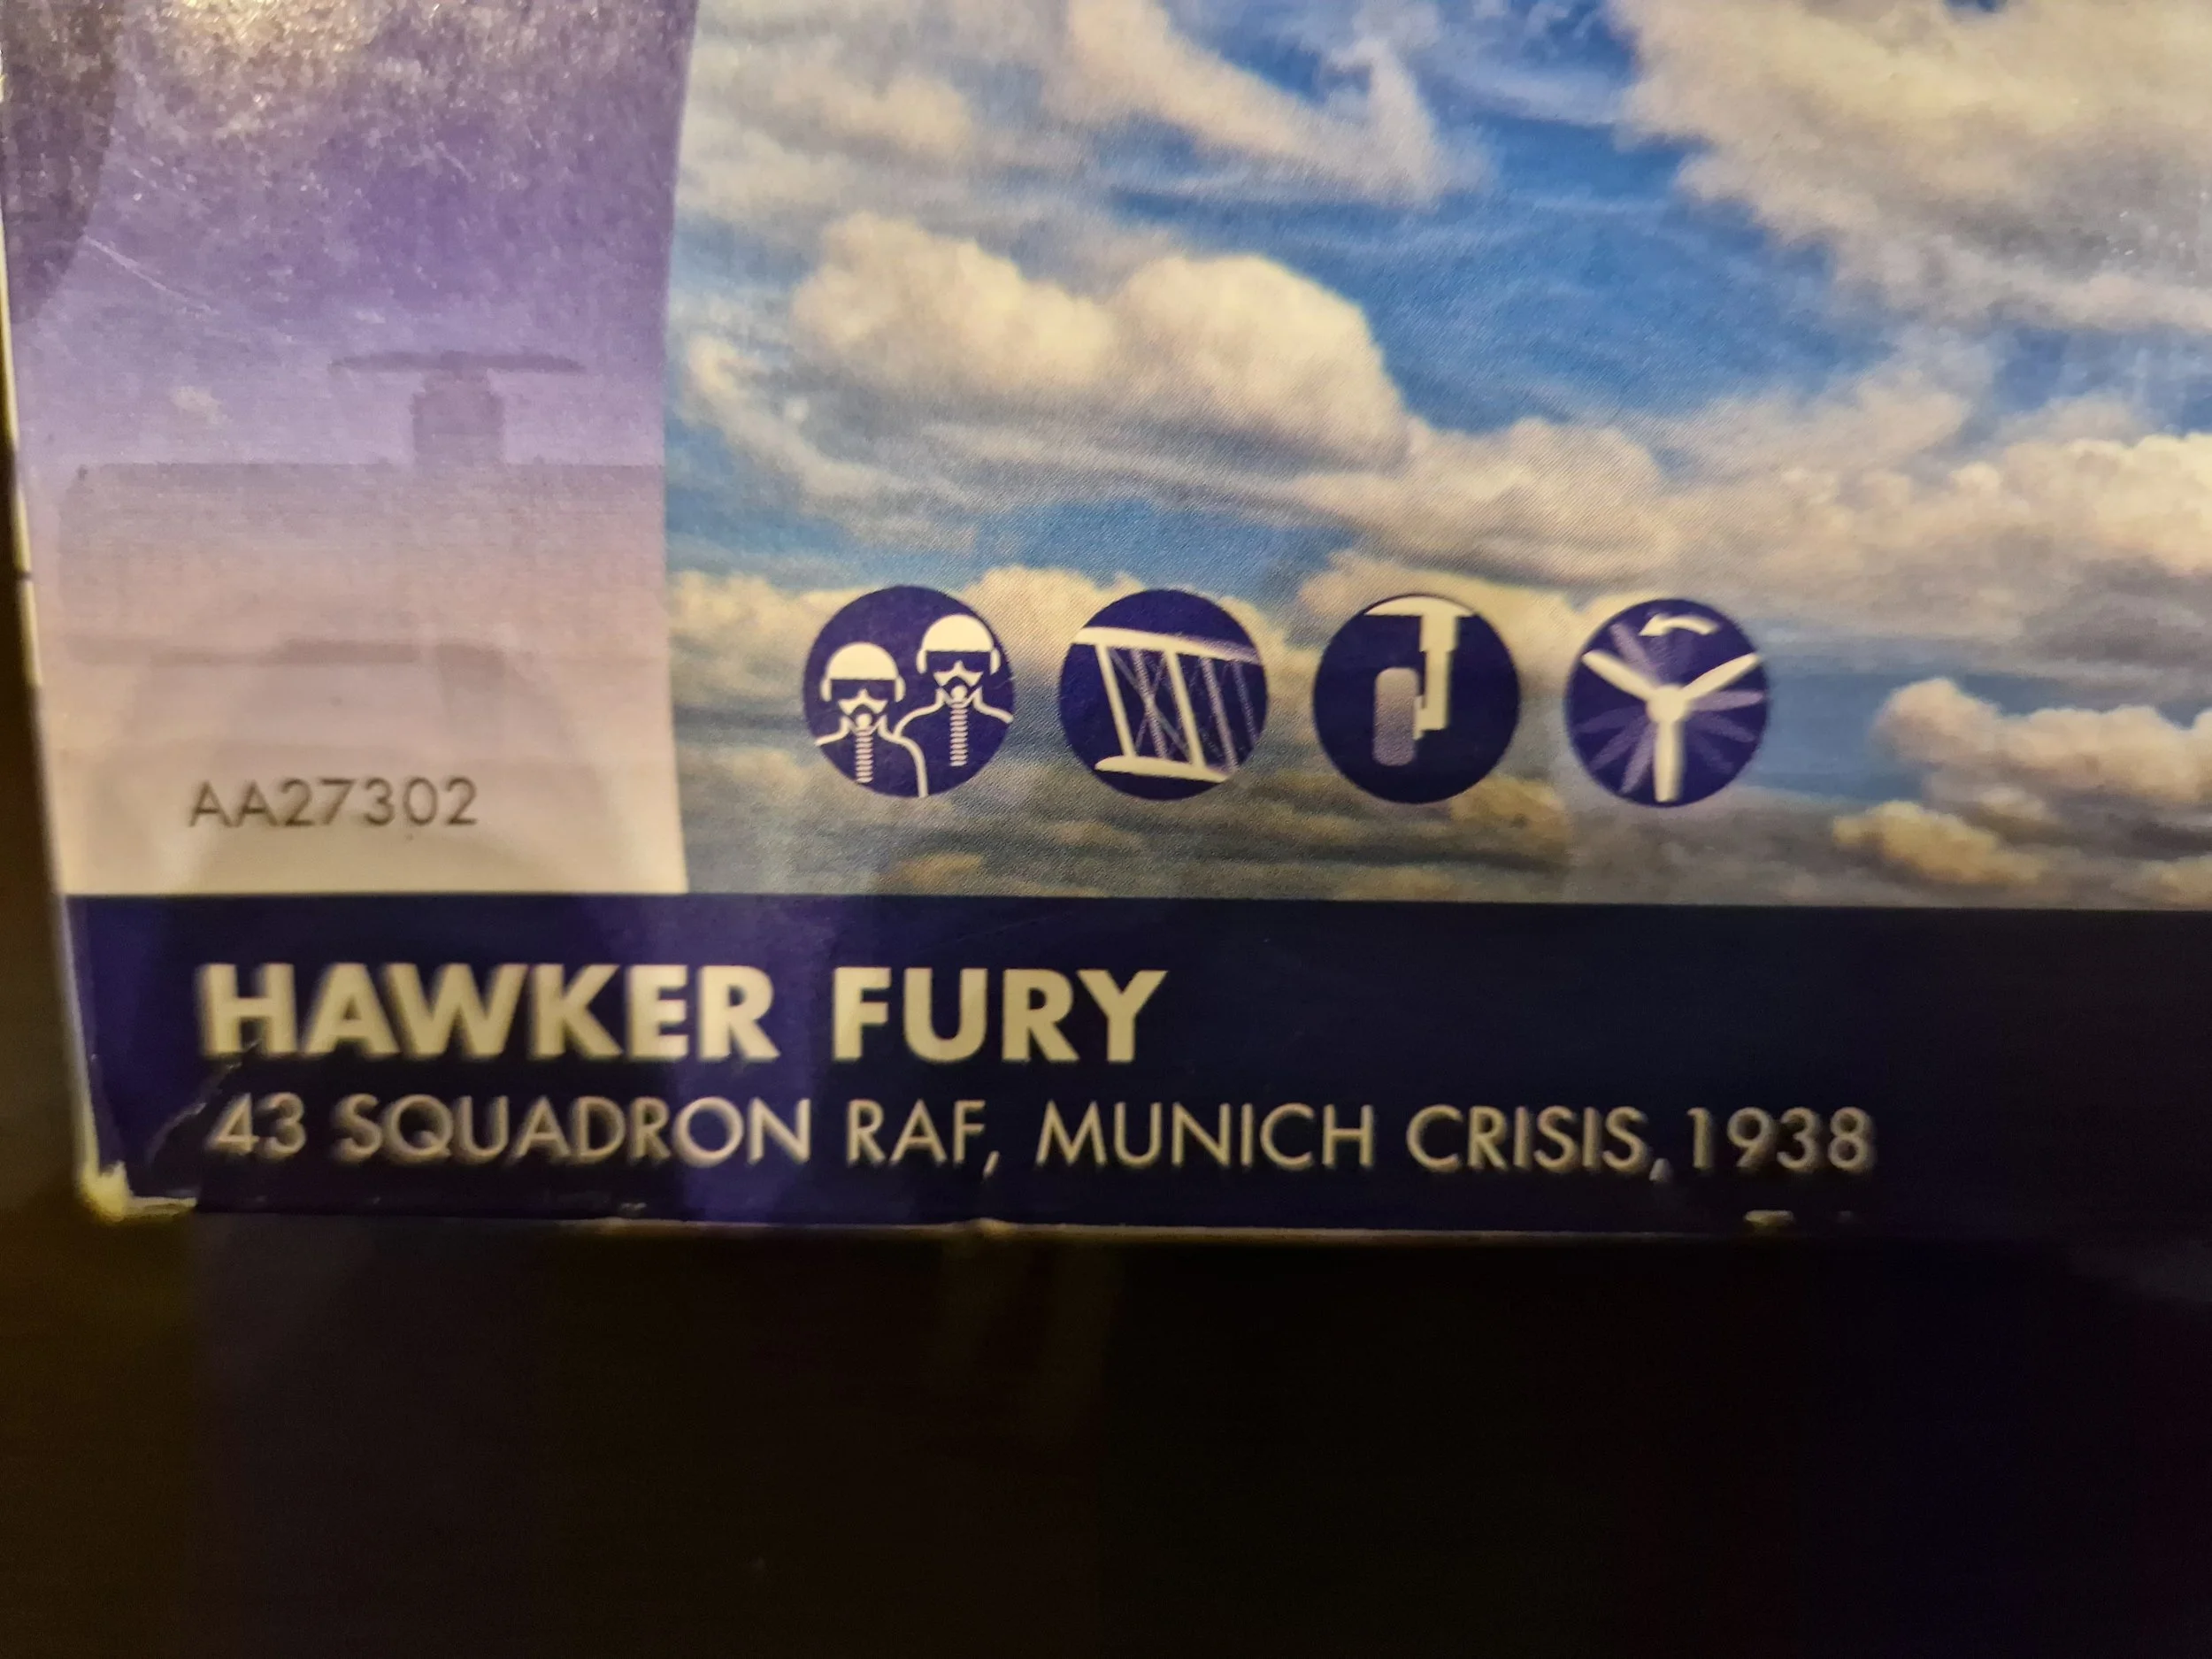 AA27302
HAWKER FURY
43 SQUADRON RAF, MUNICH CRISIS, 1938